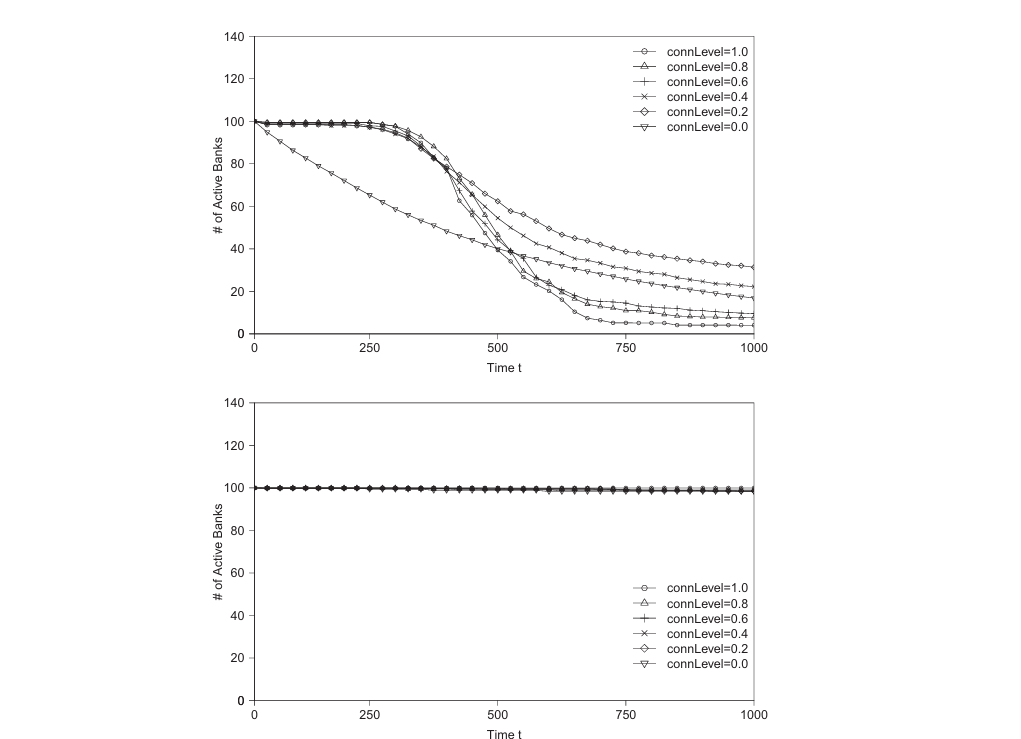 140
connLevel=1.0
connLevel=0.8
120
connLevel=0.6
connLevel=0.4
connLevel=0.2
100
connLevel=0.0
80
60
40
20
0
# of Active Banks
0 250 500 750 1000
Time t
140
120
100
80
60
connLevel=1.0
connLevel=0.8
connLevel=0.6
40
connLevel=0.4
connLevel=0.2
20
connLevel=0.0
0
# of Active Banks
0 250 500 750 1000
Time t